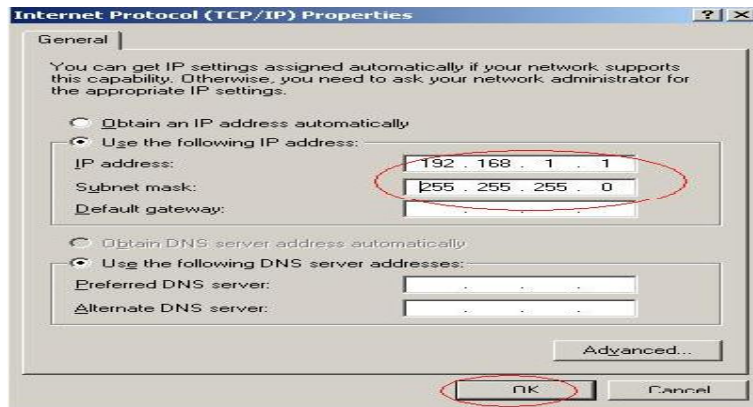 Internet Protocol (TCP/IP) Properties
General
You can get IP settings assigned automatically if your network supports
this capability. Otherwise, you need to ask your network administrator for
the appropriate IP settings.
Obtain an IP address automatically
Use the following IP address:
IP address: 192 . 168 . 1 . 1
Subnet mask: 255 . 255 . 255 . 0
Default gateway: . . .
Obtain DNS server address automatically
Use the following DNS server addresses:
Preferred DNS server: . . .
Alternate DNS server: . . .
Advanced...
OK Cancel